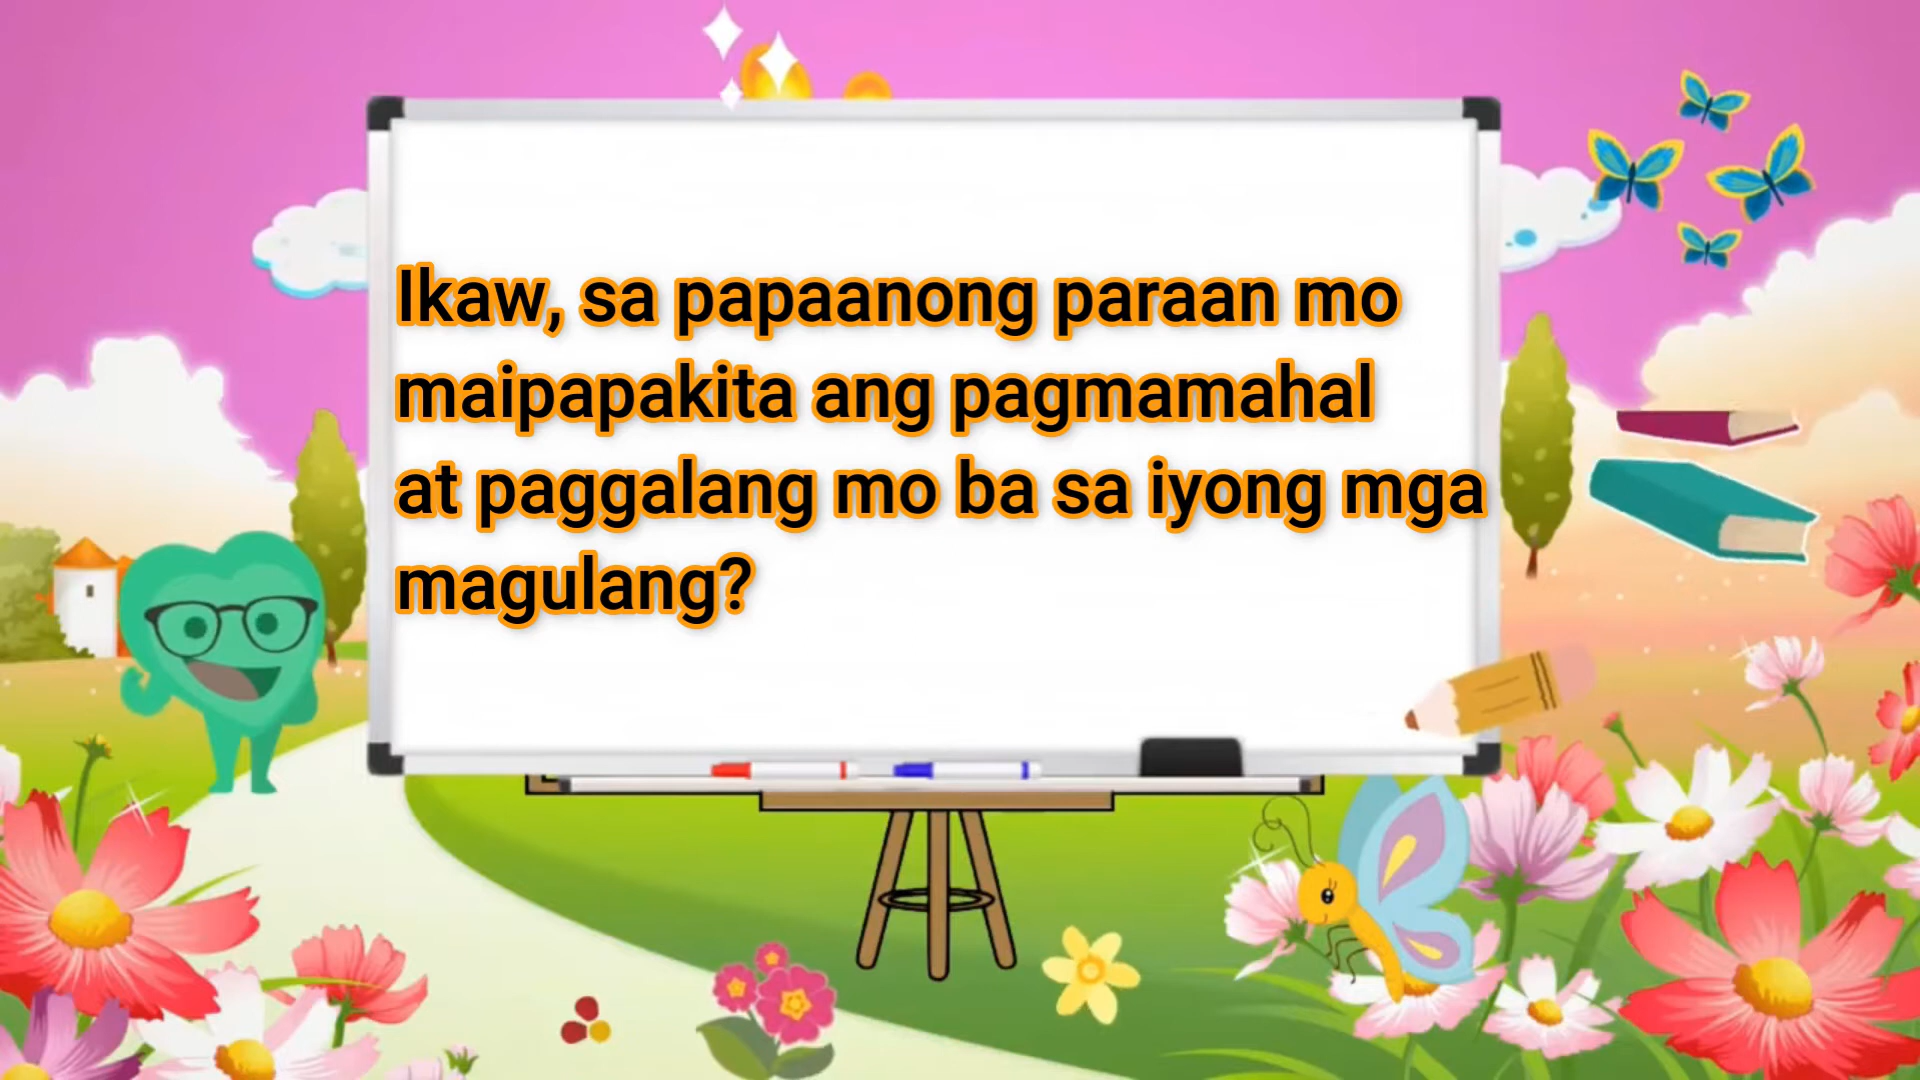 Ikaw, sa papaanong paraan mo
maipapakita ang pagmamahal
at paggalang mo ba sa iyong mga
magulang?